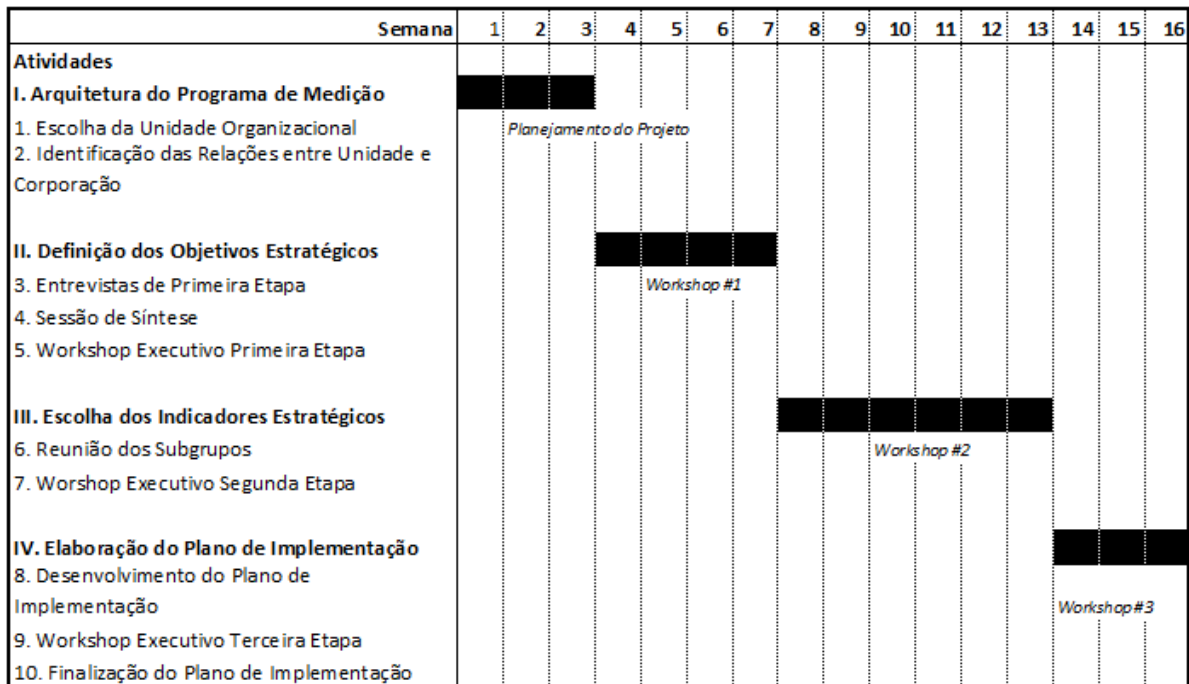 Semana 1 2 3 4 5 6 7 8 9 10 11 12 13 14 15 16
Atividades
I. Arquitetura do Programa de Medição
1. Escolha da Unidade Organizacional
Planejamento do Projeto
2. Identificação das Relações entre Unidade e
Corporação
II. Definição dos Objetivos Estratégicos
3. Entrevistas de Primeira Etapa
Workshop #1
4. Sessão de Síntese
5. Workshop Executivo Primeira Etapa
III. Escolha dos Indicadores Estratégicos
6. Reunião dos Subgrupos
Workshop #2
7. Worshop Executivo Segunda Etapa
IV. Elaboração do Plano de Implementação
8. Desenvolvimento do Plano de
Implementação
Workshop #3
9. Workshop Executivo Terceira Etapa
10. Finalização do Plano de Implementação